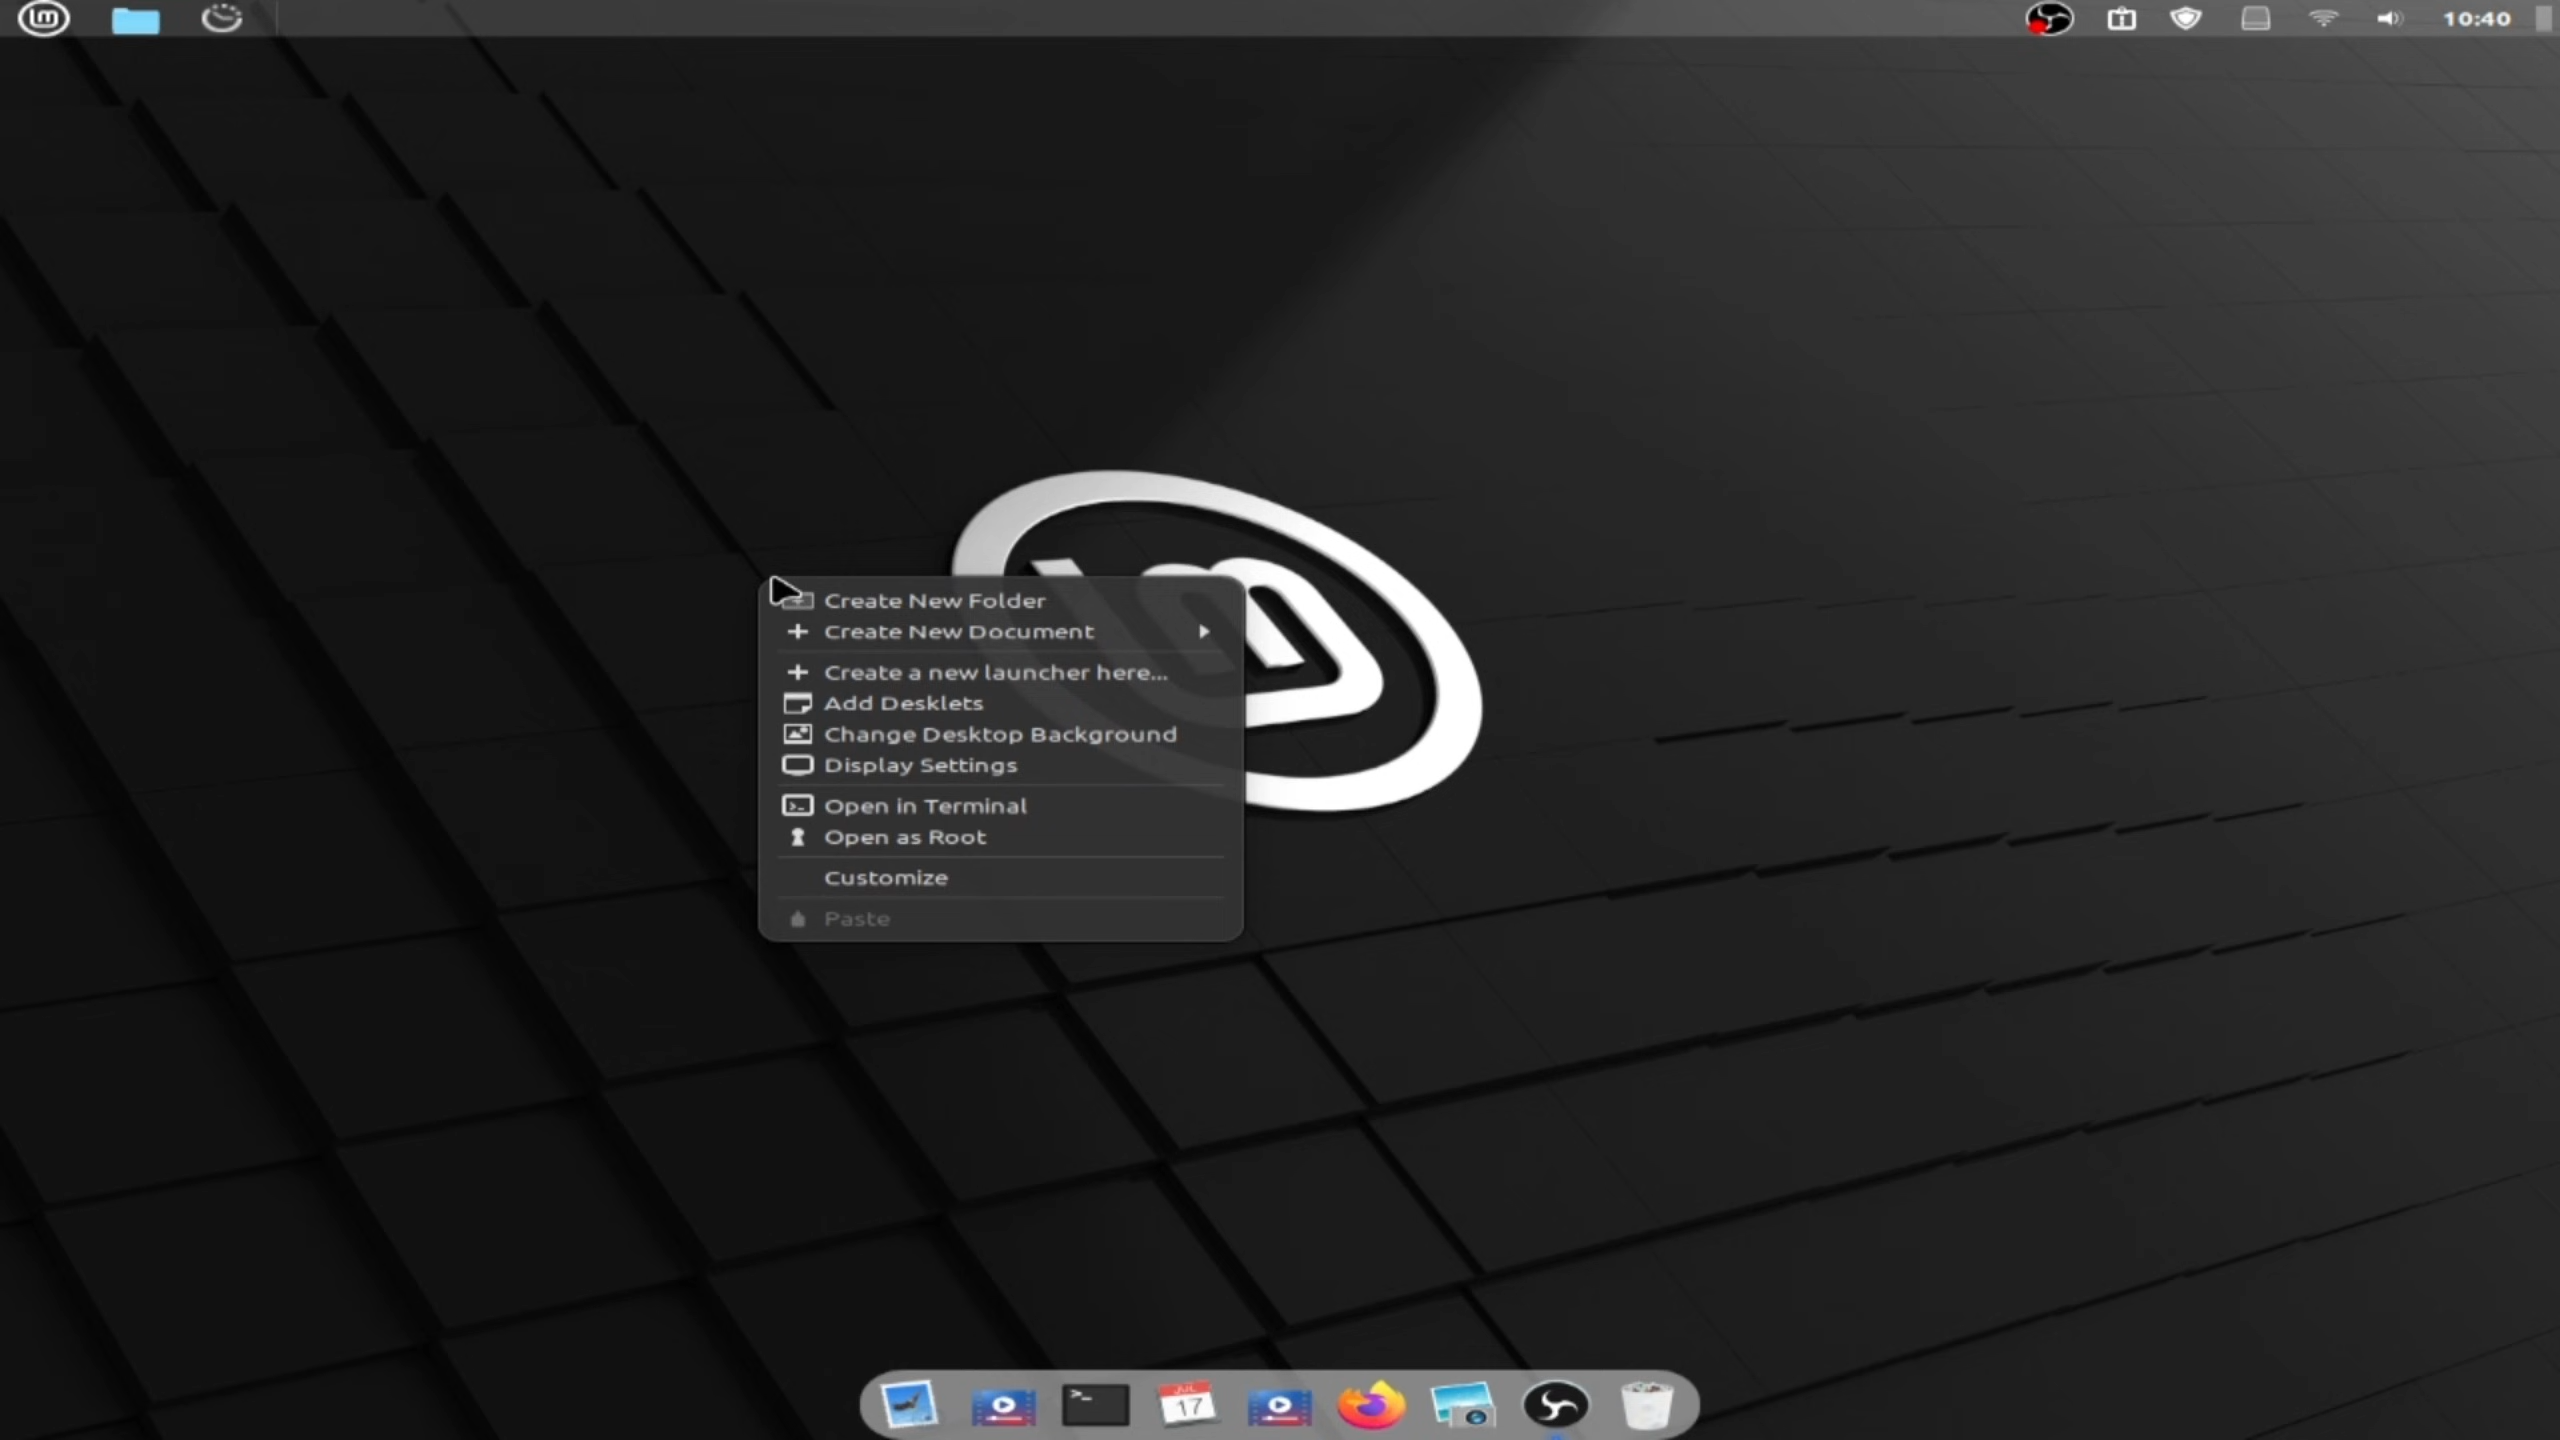 10:40
Create New Folder
Create New Document
Create a new launcher here...
Add Desklets
Change Desktop Background
Display Settings
Open in Terminal
Open as Root
Customize
Paste
JUL
17